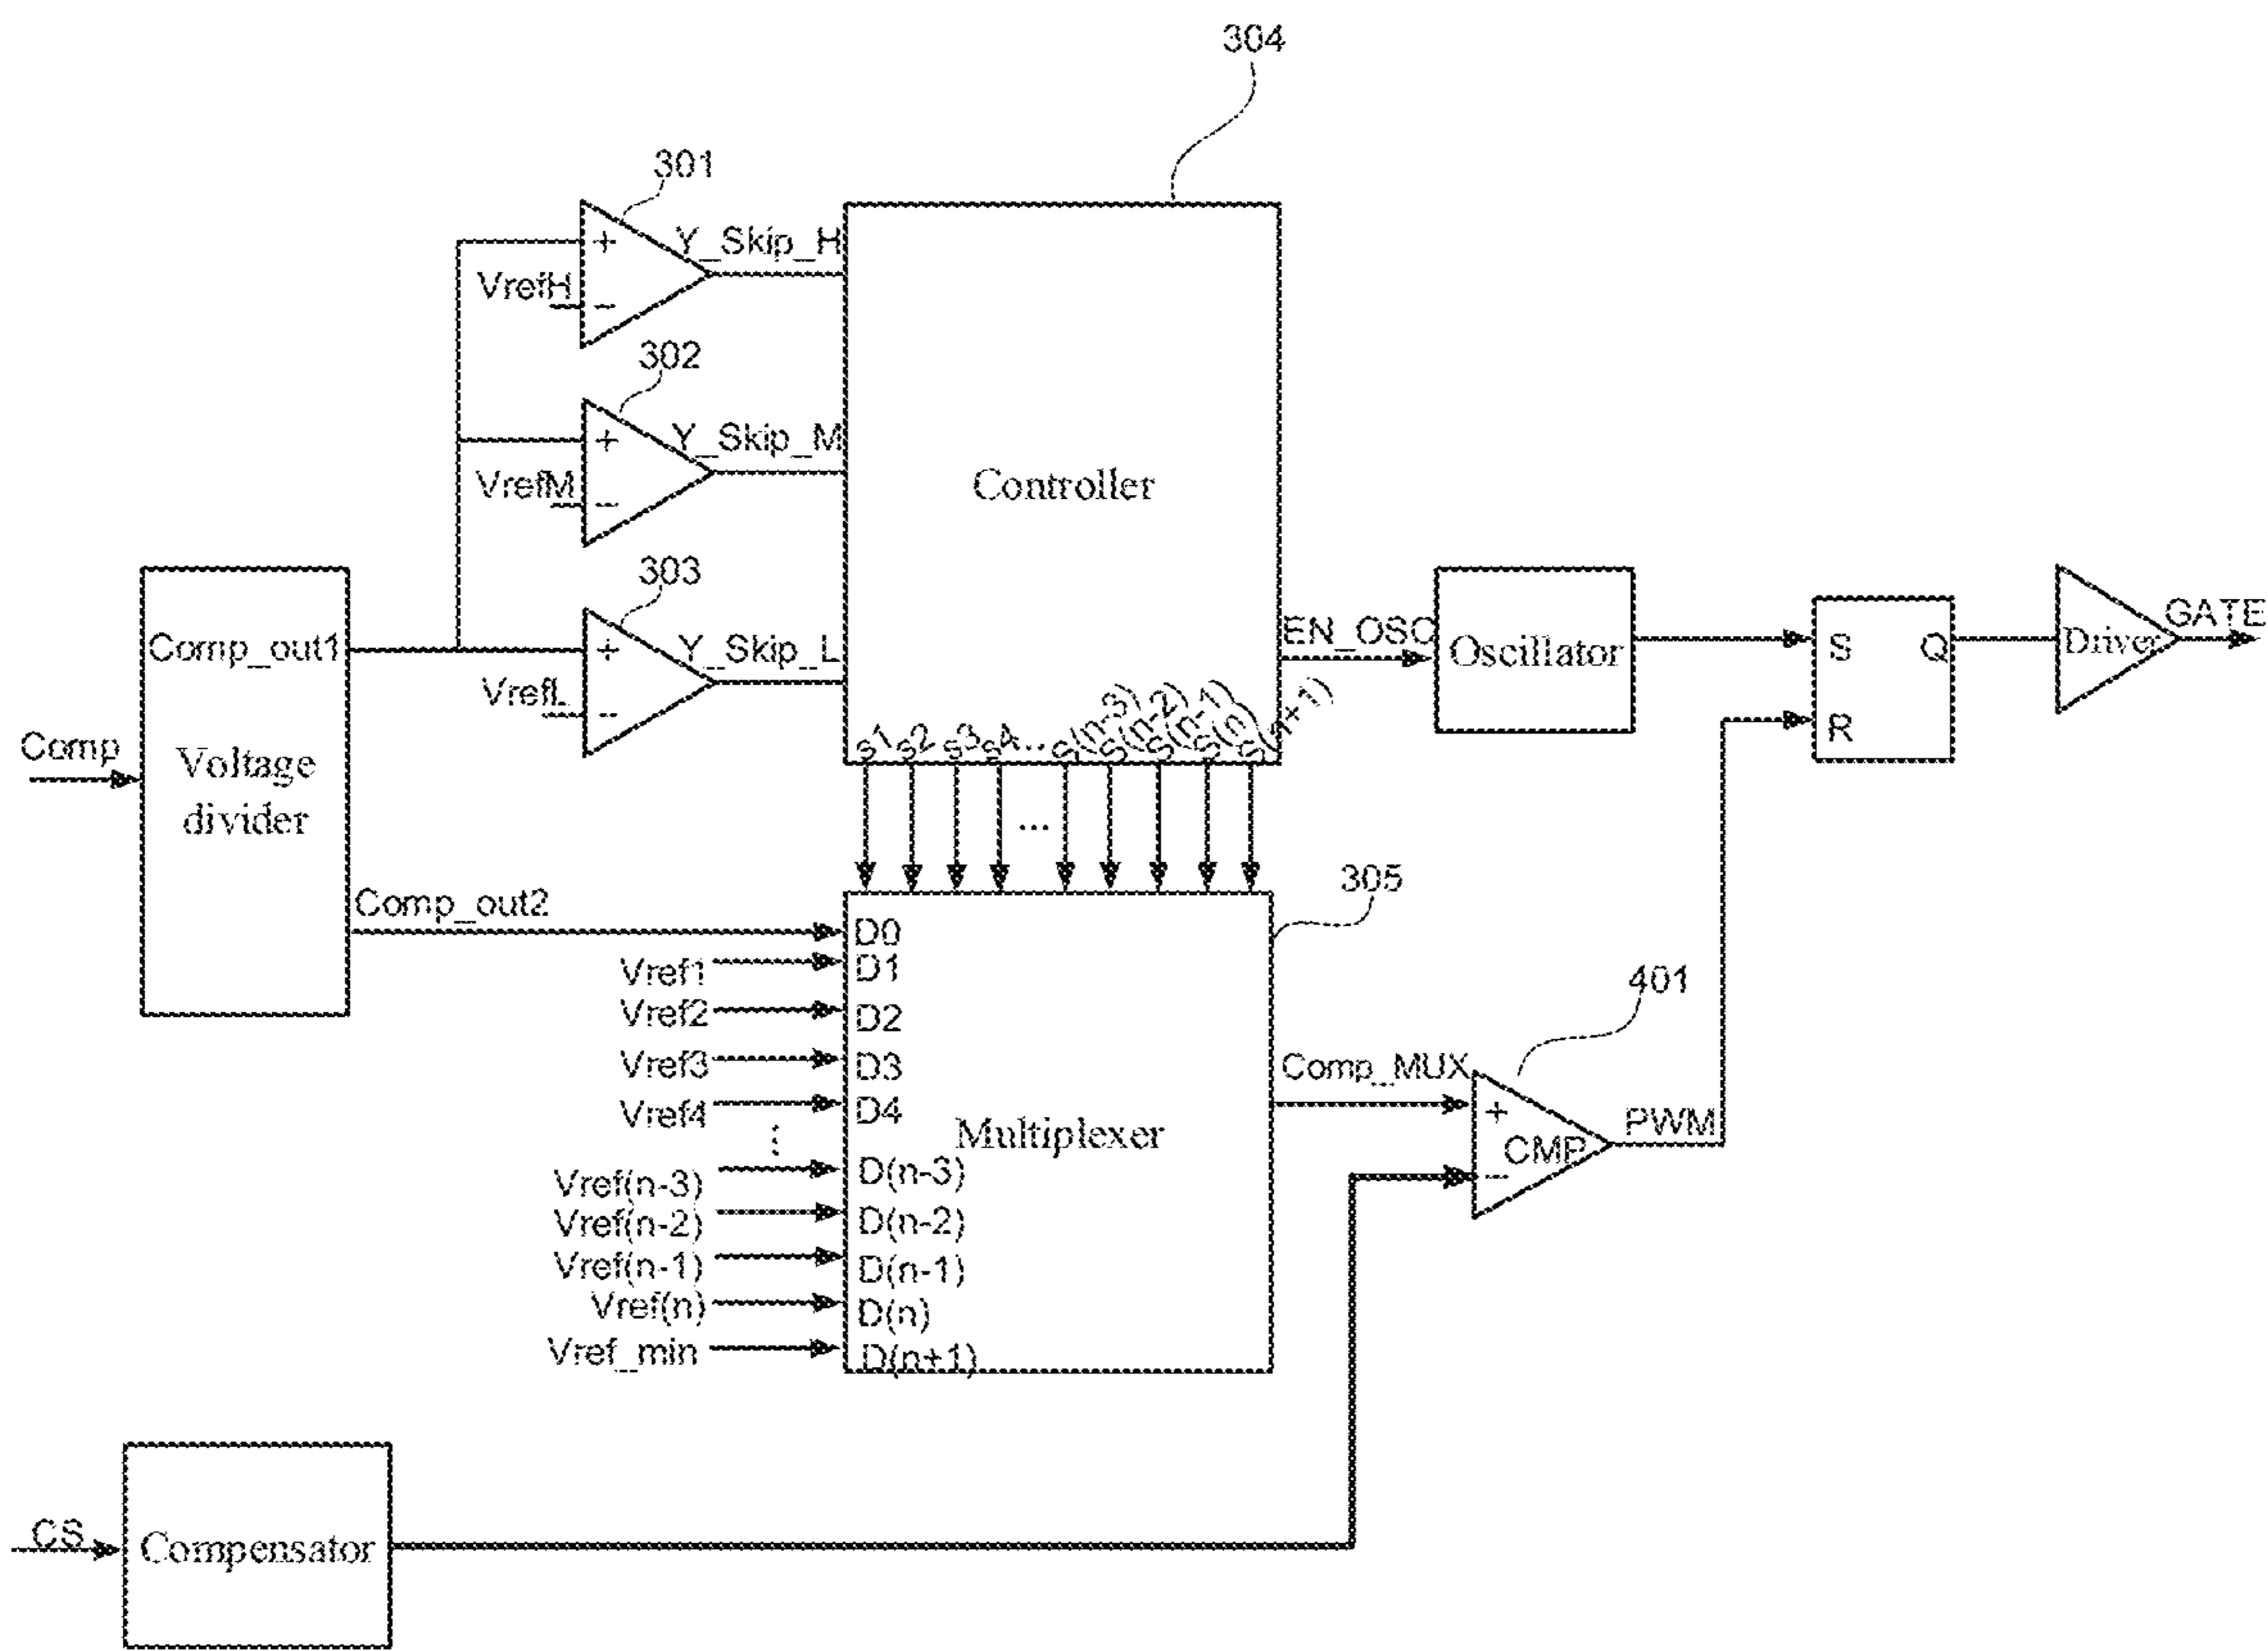 304
301
+
Y_Skip_H
VrefH
−
302
+
Y_Skip_M
VrefM
−
Controller
303
Comp_out1
+
Y_Skip_L
VrefL
−
EN_OSC
Oscillator
S
Q
R
Driver
GATE
Comp
Voltage
divider
s1
s2
s3
s4
...
S(n-3)
S(n-2)
S(n-1)
S(n)
S(n+1)
...
305
Comp_out2
D0
Vref1
D1
Vref2
D2
Vref3
D3
Vref4
D4
...
Vref(n-3)
D(n-3)
Vref(n-2)
D(n-2)
Vref(n-1)
D(n-1)
Vref(n)
D(n)
Vref_min
D(n+1)
Multiplexer
401
Comp_MUX
+
CMP
−
PWM
CS
Compensator